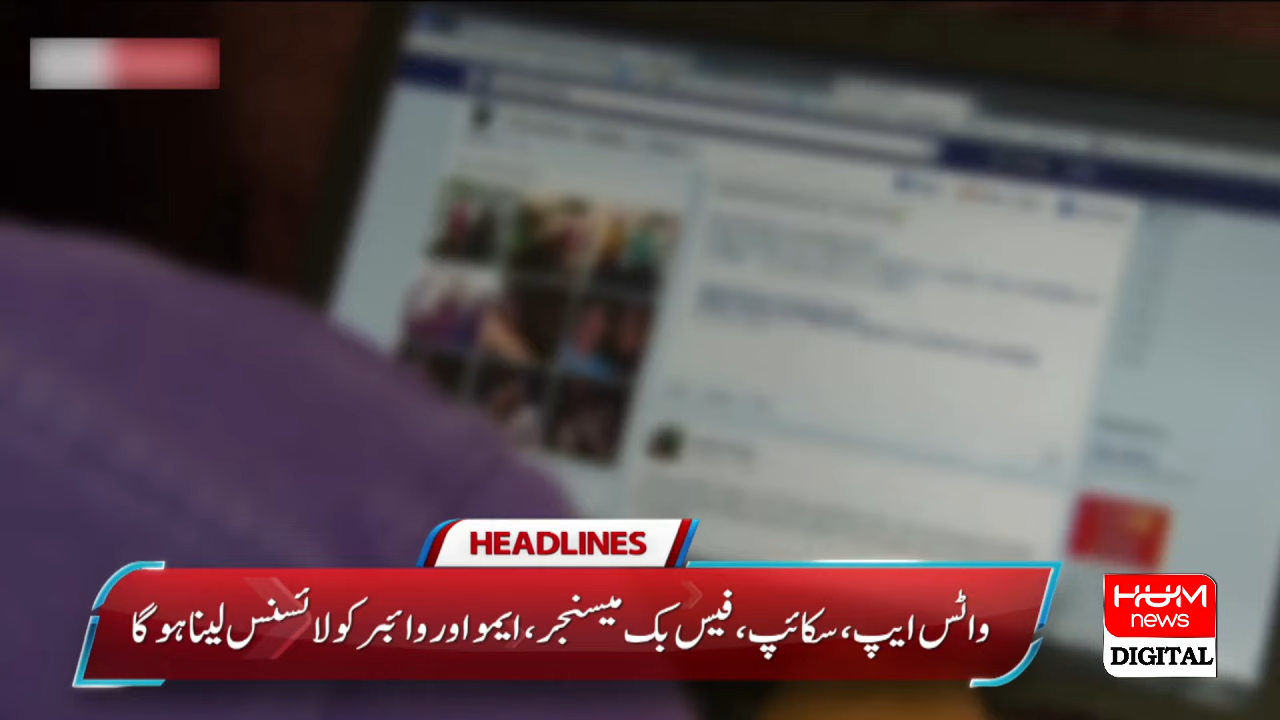 HEADLINES
واٹس ایپ، سکائپ، فیس بک میسنجر، ایمو اور وائبر کو لائسنس لینا ہو گا
HUM
news
DIGITAL